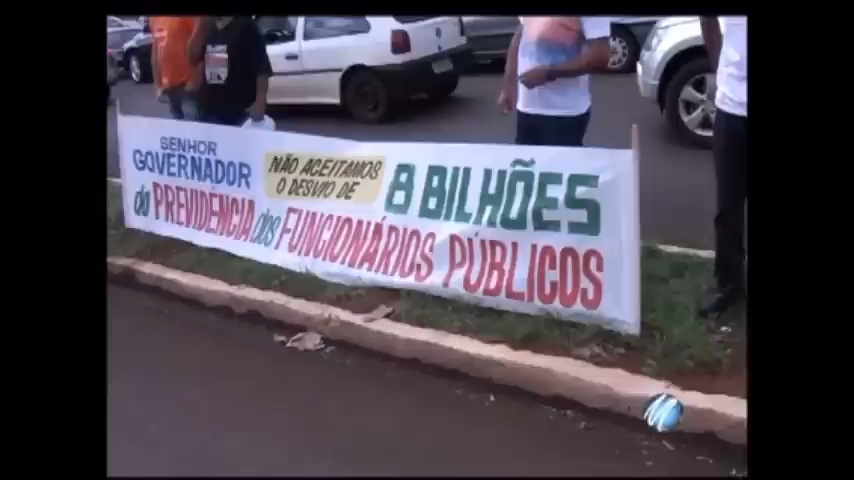 SENHOR
GOVERNADOR
NÃO ACEITAMOS
O DESVIO DE
8 BILHÕES
da PREVIDÊNCIA dos FUNCIONÁRIOS PÚBLICOS